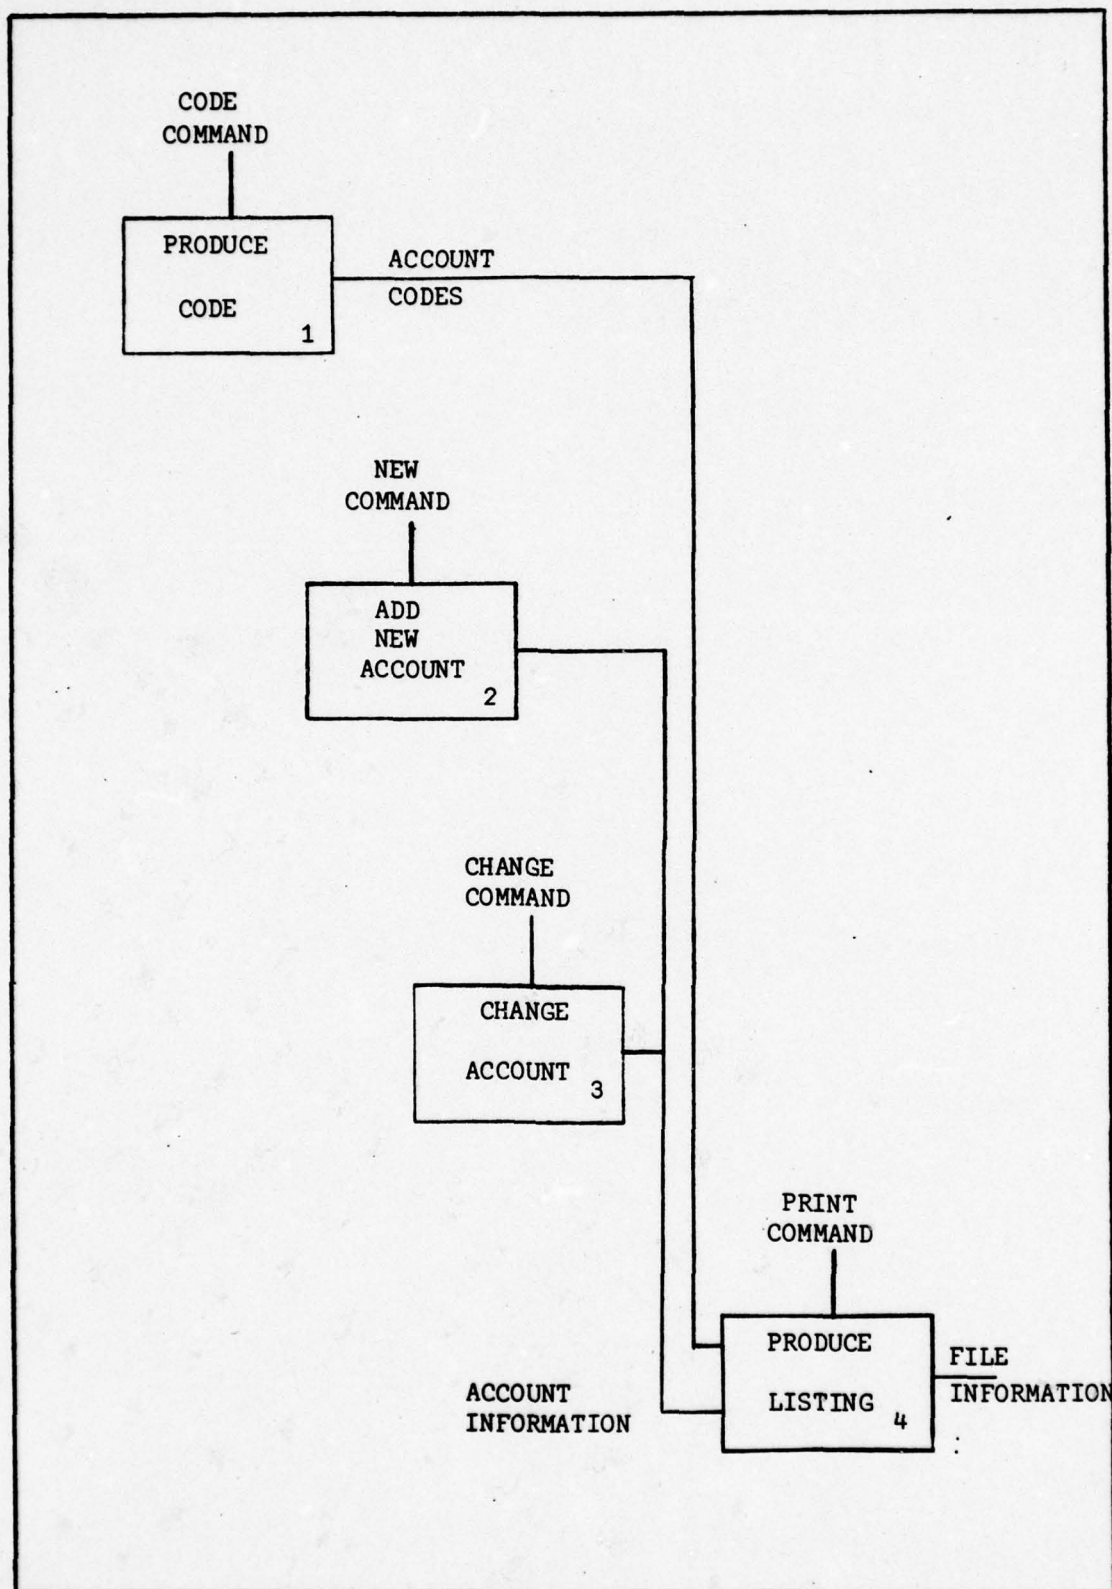 CODE
COMMAND
PRODUCE
CODE
1
ACCOUNT
CODES
NEW
COMMAND
ADD
NEW
ACCOUNT
2
CHANGE
COMMAND
CHANGE
ACCOUNT
3
PRINT
COMMAND
PRODUCE
LISTING
4
FILE
INFORMATION
ACCOUNT
INFORMATION